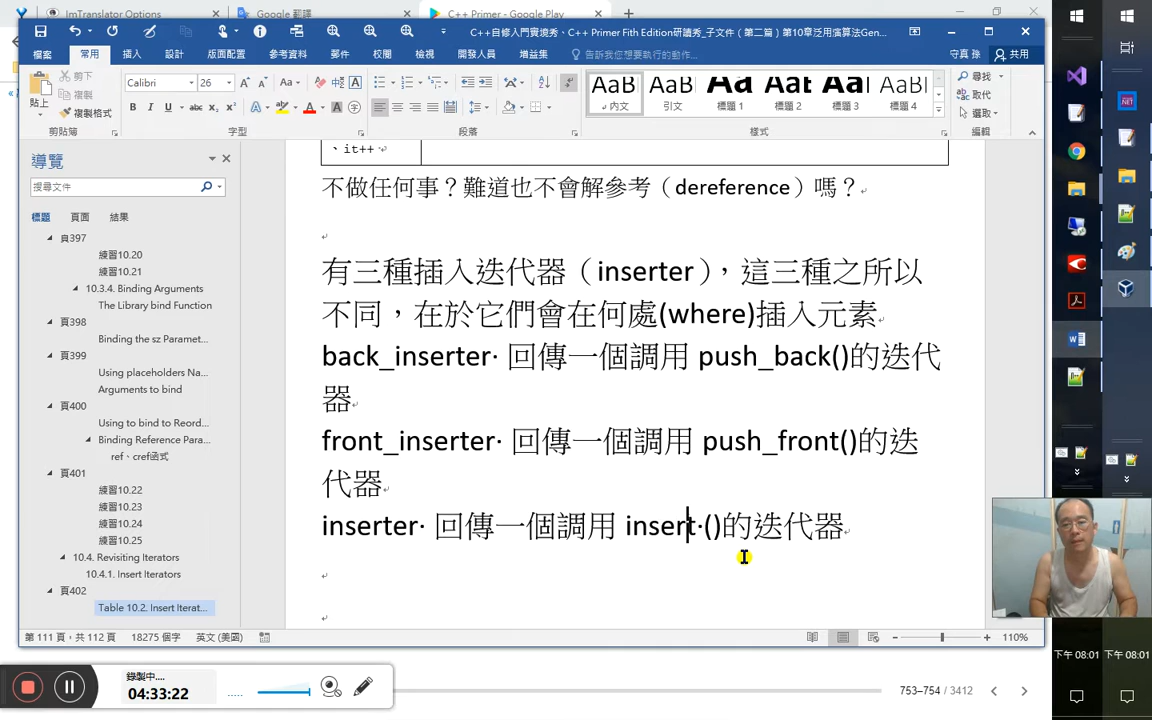 ImTranslator Options
Google 翻譯
C++ Primer - Google Play
C++自修入門實境秀、C++ Primer Fith Edition研讀秀_子文件（第二篇）第10章泛用演算法Gen...
檔案
常用
插入
設計
版面配置
參考資料
郵件
校閱
檢視
開發人員
增益集
告訴我您想要執行的動作...
守真 孫
共用
貼上
剪下
複製
複製格式
剪貼簿
Calibri
26
字型
段落
AaB
內文
AaB
引文
AaI
標題 1
AaI
標題 2
AaI
標題 3
AaBC
標題 4
樣式
尋找
取代
選取
編輯
導覽
搜尋文件
標題
頁面
結果
頁397
練習10.20
練習10.21
10.3.4. Binding Arguments
The Library bind Function
頁398
Binding the sz Paramet...
頁399
Using placeholders Na...
Arguments to bind
頁400
Using to bind to Reord...
Binding Reference Para...
ref、cref函式
頁401
練習10.22
練習10.23
練習10.24
練習10.25
10.4. Revisiting Iterators
10.4.1. Insert Iterators
頁402
Table 10.2. Insert Iterat...
、it++
不做任何事？難道也不會解參考（dereference）嗎？
有三種插入迭代器（inserter），這三種之所以
不同，在於它們會在何處(where)插入元素
back_inserter· 回傳一個調用 push_back()的迭代
器
front_inserter· 回傳一個調用 push_front()的迭
代器
inserter· 回傳一個調用 insert·()的迭代器
第 111 頁，共 112 頁
18275 個字
英文 (美國)
110%
錄製中...
04:33:22
753–754 / 3412
下午 08:01
下午 08:01